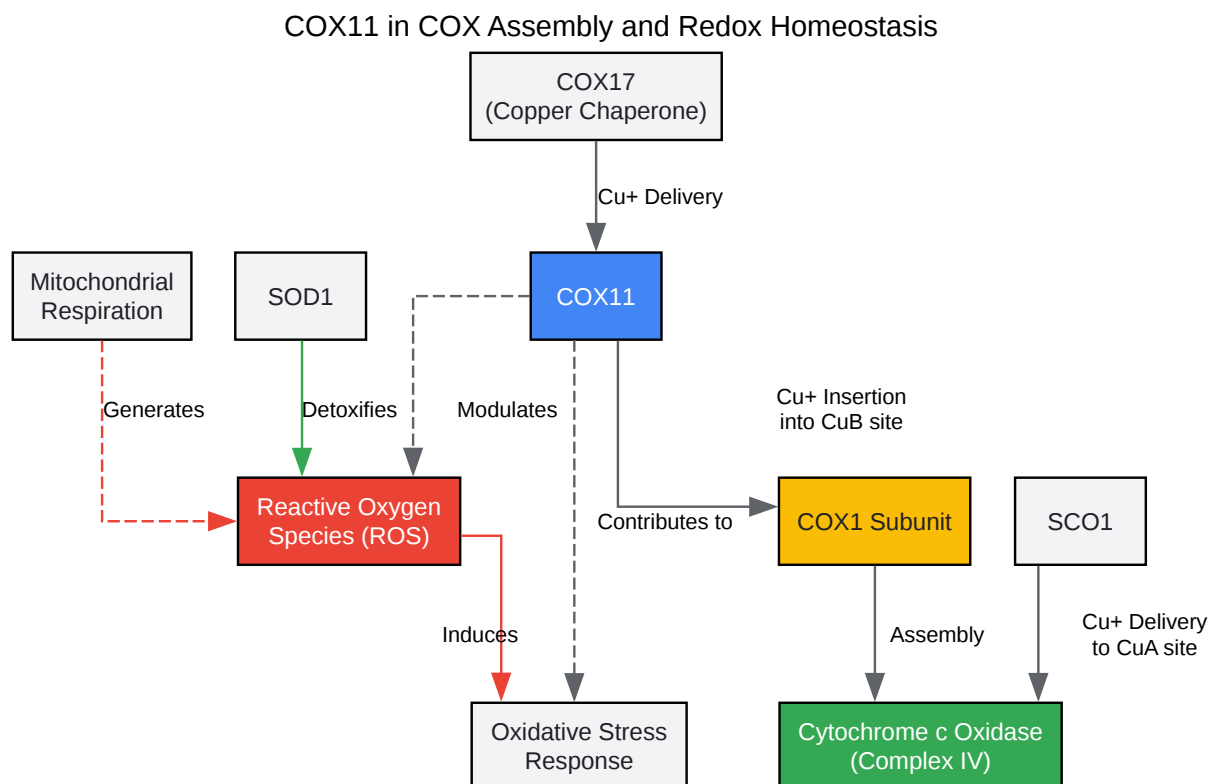 COX11 in COX Assembly and Redox Homeostasis
COX17
(Copper Chaperone)
Cu+ Delivery
Mitochondrial
Respiration
SOD1
COX11
Generates
Detoxifies
Modulates
Cu+ Insertion
into CuB site
Reactive Oxygen
Species (ROS)
Contributes to
COX1 Subunit
SCO1
Induces
Assembly
Cu+ Delivery
to CuA site
Oxidative Stress
Response
Cytochrome c Oxidase
(Complex IV)